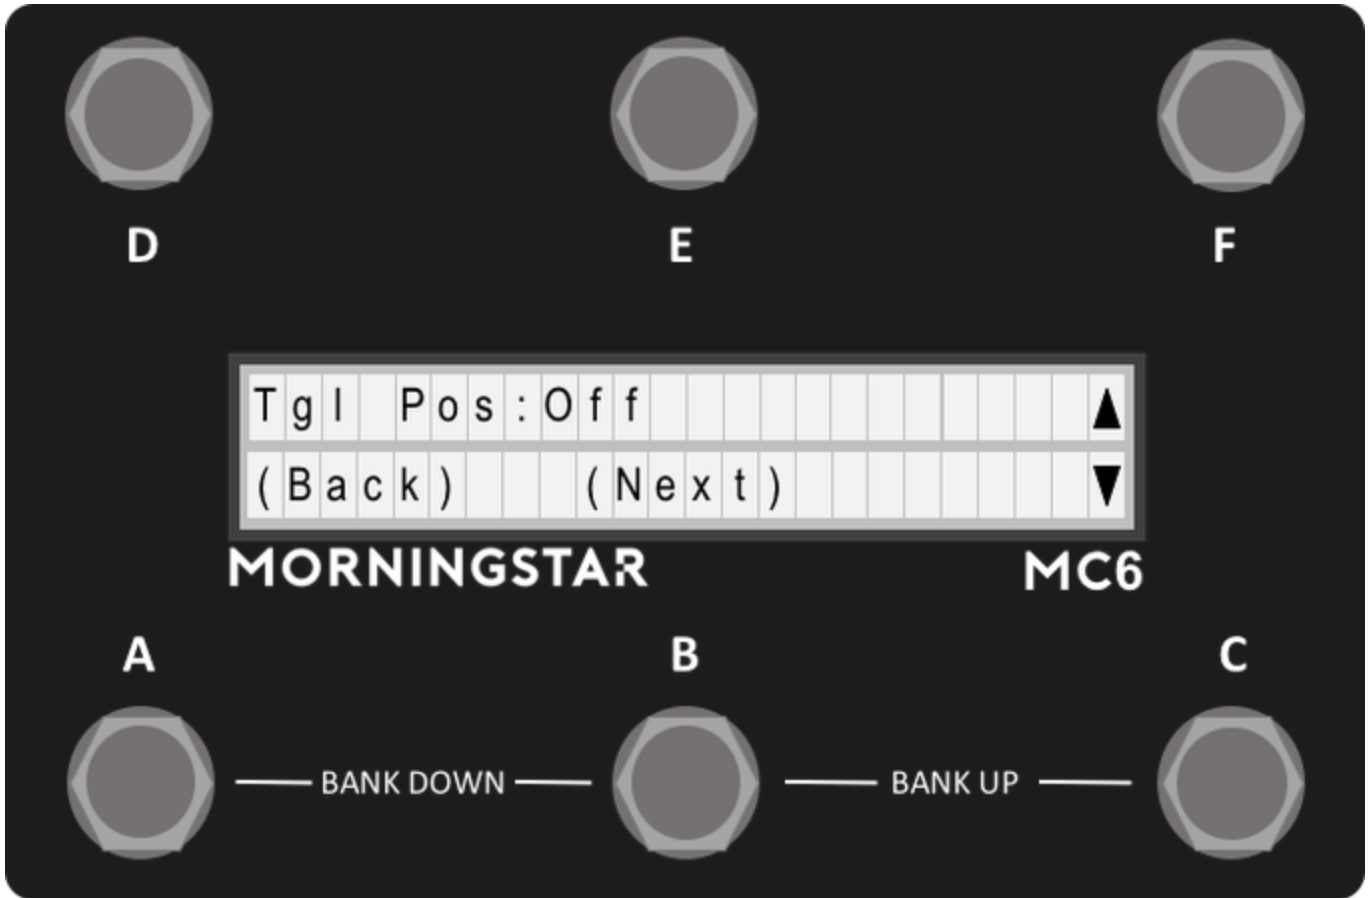 D E F
Tgl Pos:Off ▲
(Back) (Next) ▼
MORNINGSTAR MC6
A B C
BANK DOWN BANK UP